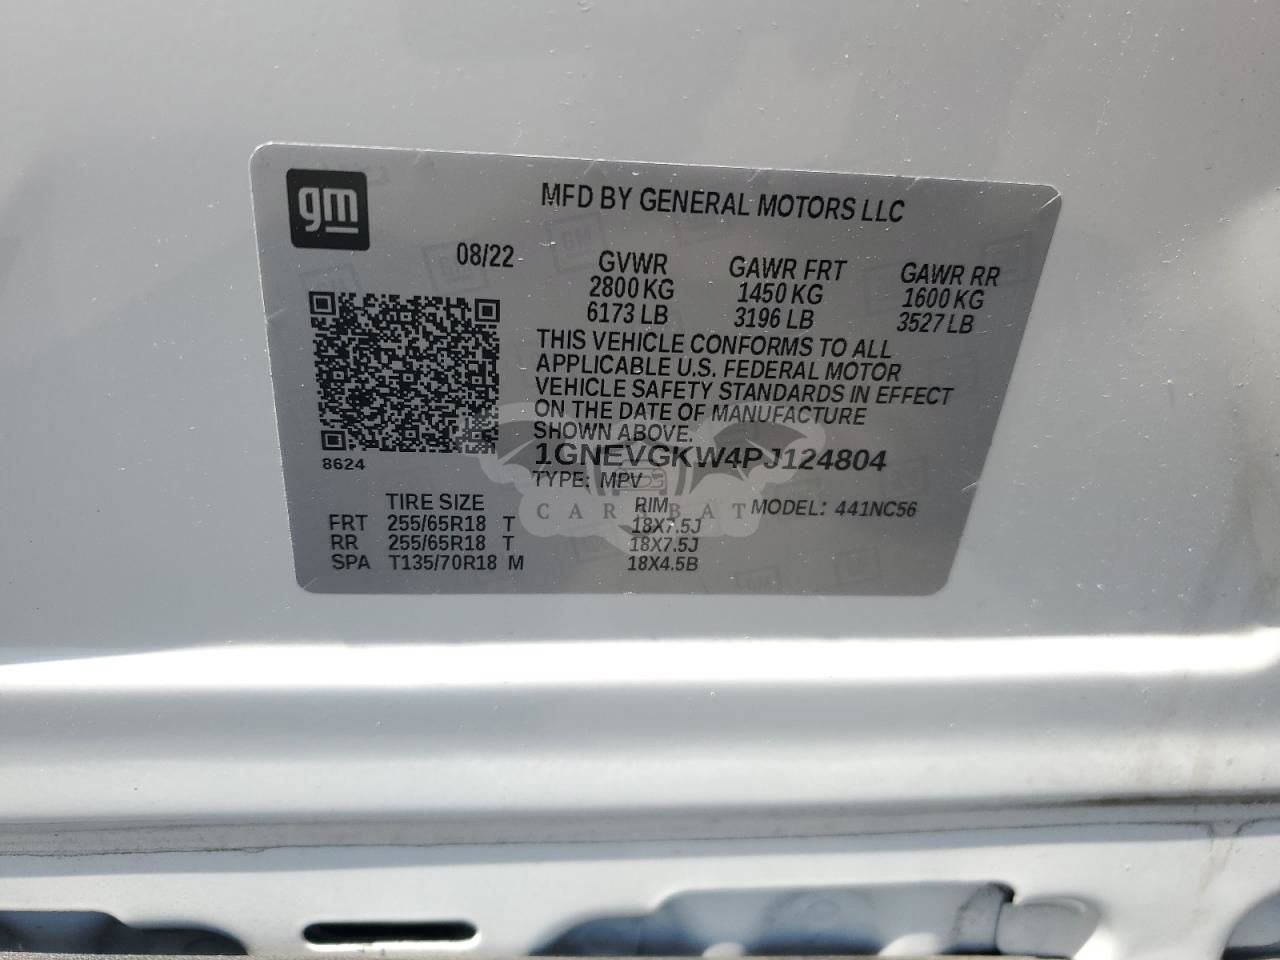 gm
MFD BY GENERAL MOTORS LLC
08/22
GVWR GAWR FRT GAWR RR
2800 KG 1450 KG 1600 KG
6173 LB 3196 LB 3527 LB
THIS VEHICLE CONFORMS TO ALL
APPLICABLE U.S. FEDERAL MOTOR
VEHICLE SAFETY STANDARDS IN EFFECT
ON THE DATE OF MANUFACTURE
SHOWN ABOVE.
8624
1GNEVGKW4PJ124804
TYPE: MPV
TIRE SIZE RIM MODEL: 441NC56
FRT 255/65R18 T 18X7.5J
RR 255/65R18 T 18X7.5J
SPA T135/70R18 M 18X4.5B
CARSBAT